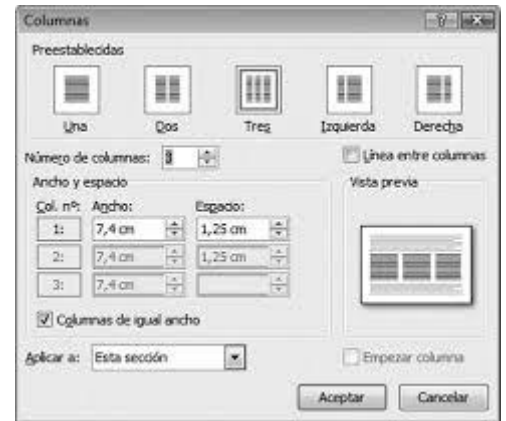 Columnas
Preestablecidas
Una Dos Tres Izquierda Derecha
Número de columnas: 3 Línea entre columnas
Ancho y espacio Vista previa
Col. nº: Ancho: Espacio:
1: 7,4 cm 1,25 cm
2: 7,4 cm 1,25 cm
3: 7,4 cm
Columnas de igual ancho
Aplicar a: Esta sección Empezar columna
Aceptar Cancelar